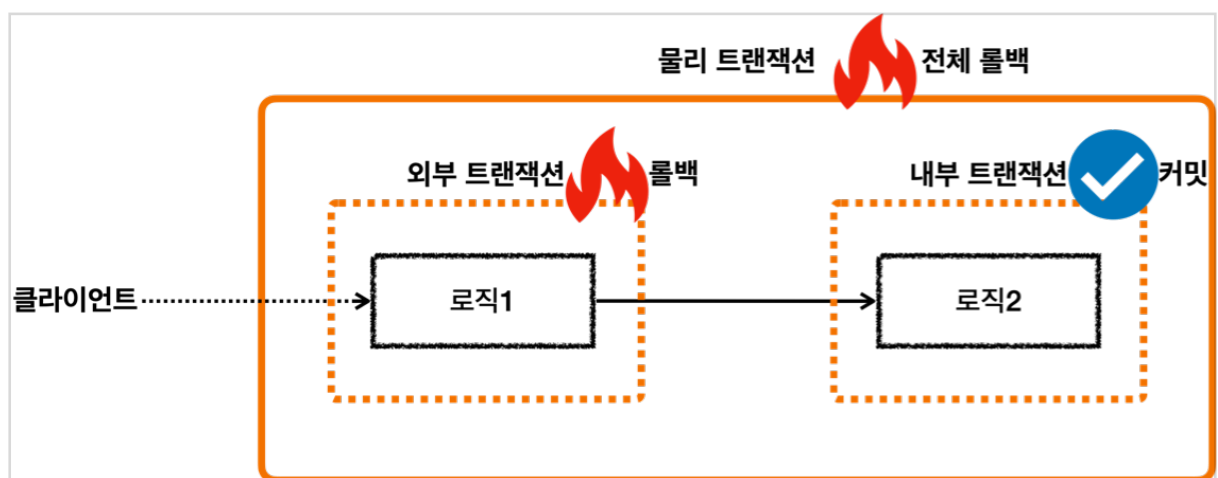 물리 트랜잭션 전체 롤백
외부 트랜잭션 롤백
내부 트랜잭션 커밋
클라이언트
로직1
로직2